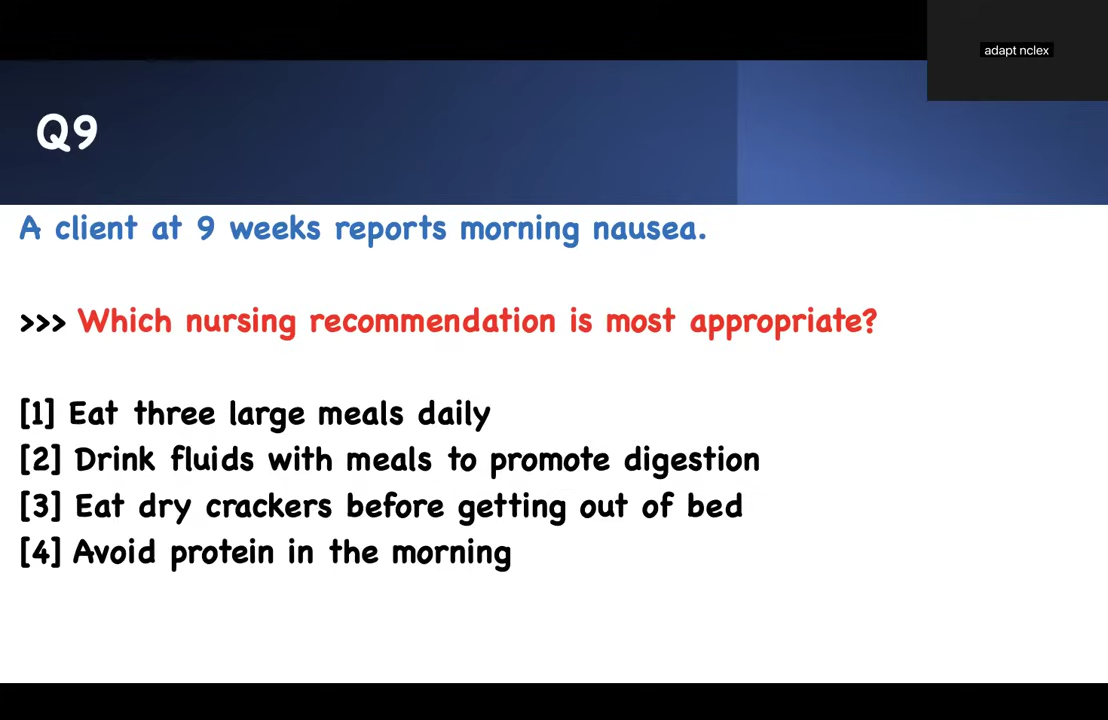 adapt nclex
Q9
A client at 9 weeks reports morning nausea.
>>> Which nursing recommendation is most appropriate?
[1] Eat three large meals daily
[2] Drink fluids with meals to promote digestion
[3] Eat dry crackers before getting out of bed
[4] Avoid protein in the morning